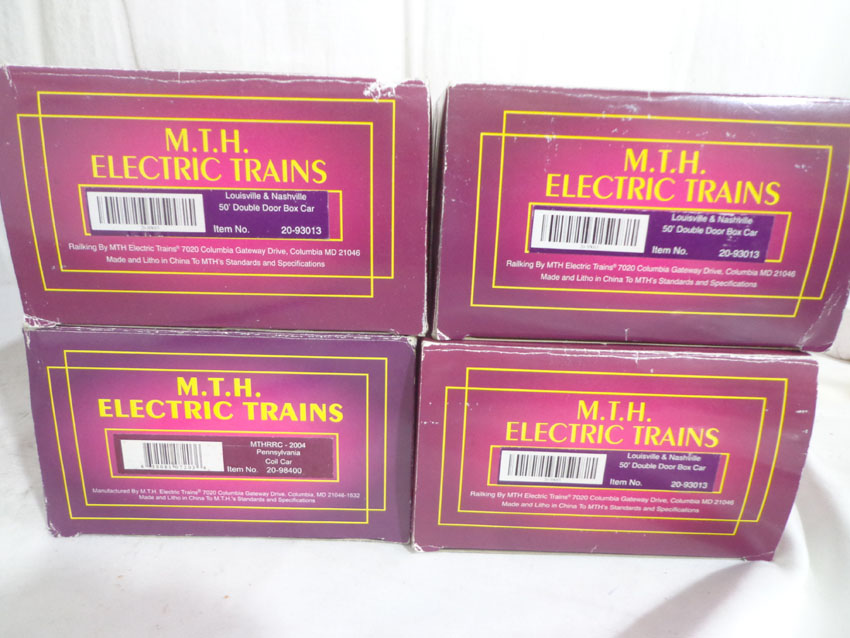 M.T.H.
ELECTRIC TRAINS
Louisville & Nashville
50' Double Door Box Car
Item No. 20-93013
Railking By MTH Electric Trains® 7020 Columbia Gateway Drive, Columbia MD 21046
Made and Litho in China To MTH's Standards and Specifications
M.T.H.
ELECTRIC TRAINS
Louisville & Nashville
50' Double Door Box Car
Item No. 20-93013
Railking By MTH Electric Trains® 7020 Columbia Gateway Drive, Columbia MD 21046
Made and Litho in China To MTH's Standards and Specifications
M.T.H.
ELECTRIC TRAINS
MTHRRC - 2004
Pennsylvania
Coil Car
Item No. 20-98400
Manufactured By M.T.H. Electric Trains® 7020 Columbia Gateway Drive, Columbia, MD 21046-1532
Made and Litho in China To M.T.H.'s Standards and Specifications
M.T.H.
ELECTRIC TRAINS
Louisville & Nashville
50' Double Door Box Car
Item No. 20-93013
Railking By MTH Electric Trains® 7020 Columbia Gateway Drive, Columbia MD 21046
Made and Litho in China To MTH's Standards and Specifications